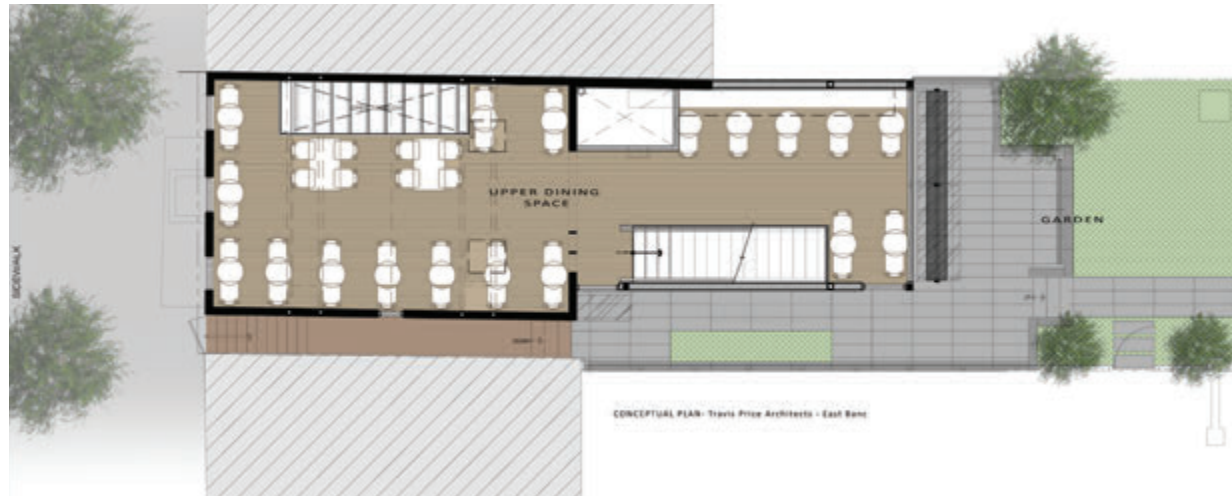 UPPER DINING
SPACE
GARDEN
SIDEWALK
CONCEPTUAL PLAN- Travis Price Architects - East Banc